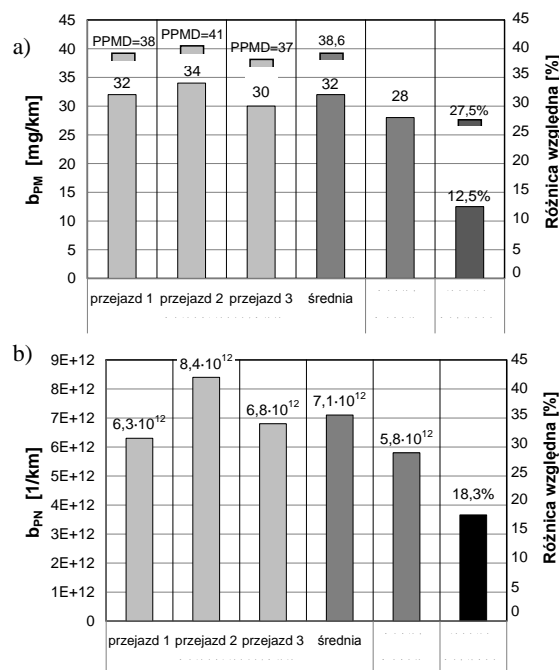 a)
b_PM [mg/km]
45
40
35
30
25
20
15
10
5
0
PPMD=38
PPMD=41
PPMD=37
38,6
32
34
30
32
28
27,5%
12,5%
45
40
35
30
25
20
15
10
5
0
Różnica względna [%]
przejazd 1 przejazd 2 przejazd 3 średnia
b)
b_PN [1/km]
9E+12
8E+12
7E+12
6E+12
5E+12
4E+12
3E+12
2E+12
1E+12
0
6,3·10^12
8,4·10^12
6,8·10^12
7,1·10^12
5,8·10^12
18,3%
45
40
35
30
25
20
15
10
5
0
Różnica względna [%]
przejazd 1 przejazd 2 przejazd 3 średnia